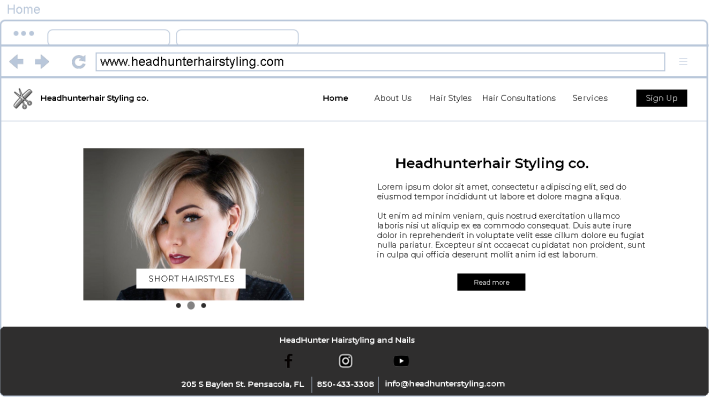 Home
www.headhunterhairstyling.com
Headhunterhair Styling co.
Home About Us Hair Styles Hair Consultations Services Sign Up
SHORT HAIRSTYLES
Headhunterhair Styling co.
Lorem ipsum dolor sit amet, consectetur adipiscing elit, sed do
eiusmod tempor incididunt ut labore et dolore magna aliqua.
Ut enim ad minim veniam, quis nostrud exercitation ullamco
laboris nisi ut aliquip ex ea commodo consequat. Duis aute irure
dolor in reprehenderit in voluptate velit esse cillum dolore eu fugiat
nulla pariatur. Excepteur sint occaecat cupidatat non proident, sunt
in culpa qui officia deserunt mollit anim id est laborum.
Read more
HeadHunter Hairstyling and Nails
205 S Baylen St. Pensacola, FL 850-433-3308 info@headhunterstyling.com